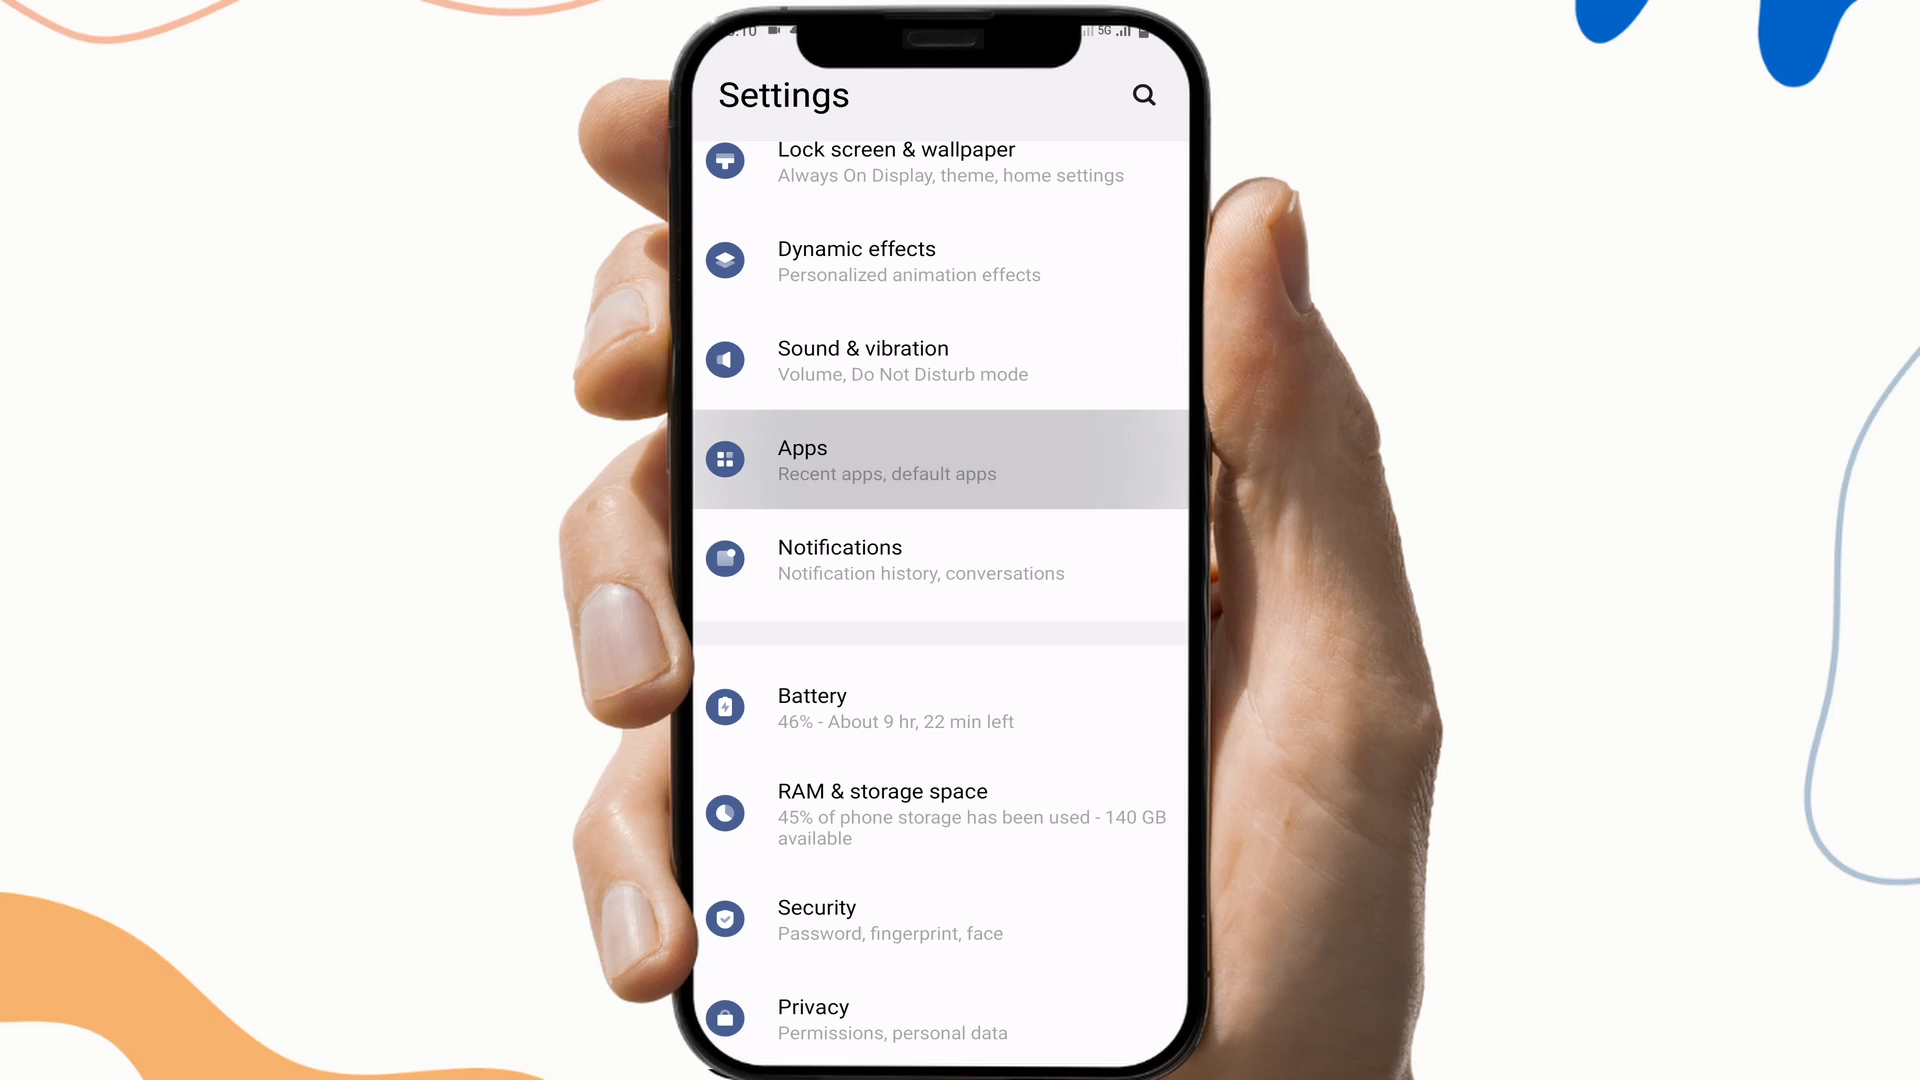 5G
Settings
Lock screen & wallpaper
Always On Display, theme, home settings
Dynamic effects
Personalized animation effects
Sound & vibration
Volume, Do Not Disturb mode
Apps
Recent apps, default apps
Notifications
Notification history, conversations
Battery
46% - About 9 hr, 22 min left
RAM & storage space
45% of phone storage has been used - 140 GB
available
Security
Password, fingerprint, face
Privacy
Permissions, personal data